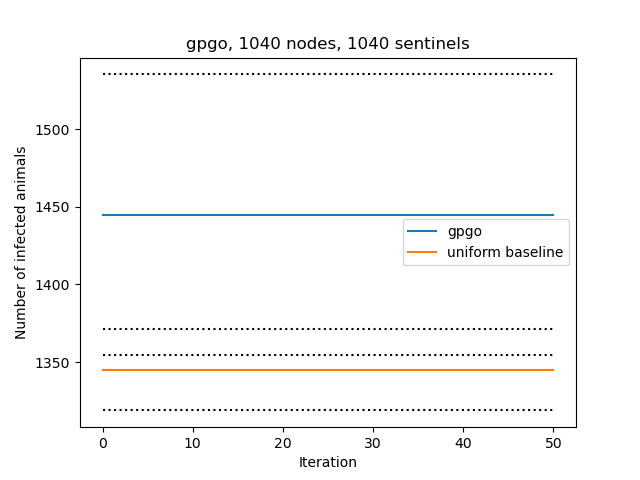 gpgo, 1040 nodes, 1040 sentinels
Number of infected animals
1500
1450
1400
1350
gpgo
uniform baseline
0 10 20 30 40 50
Iteration